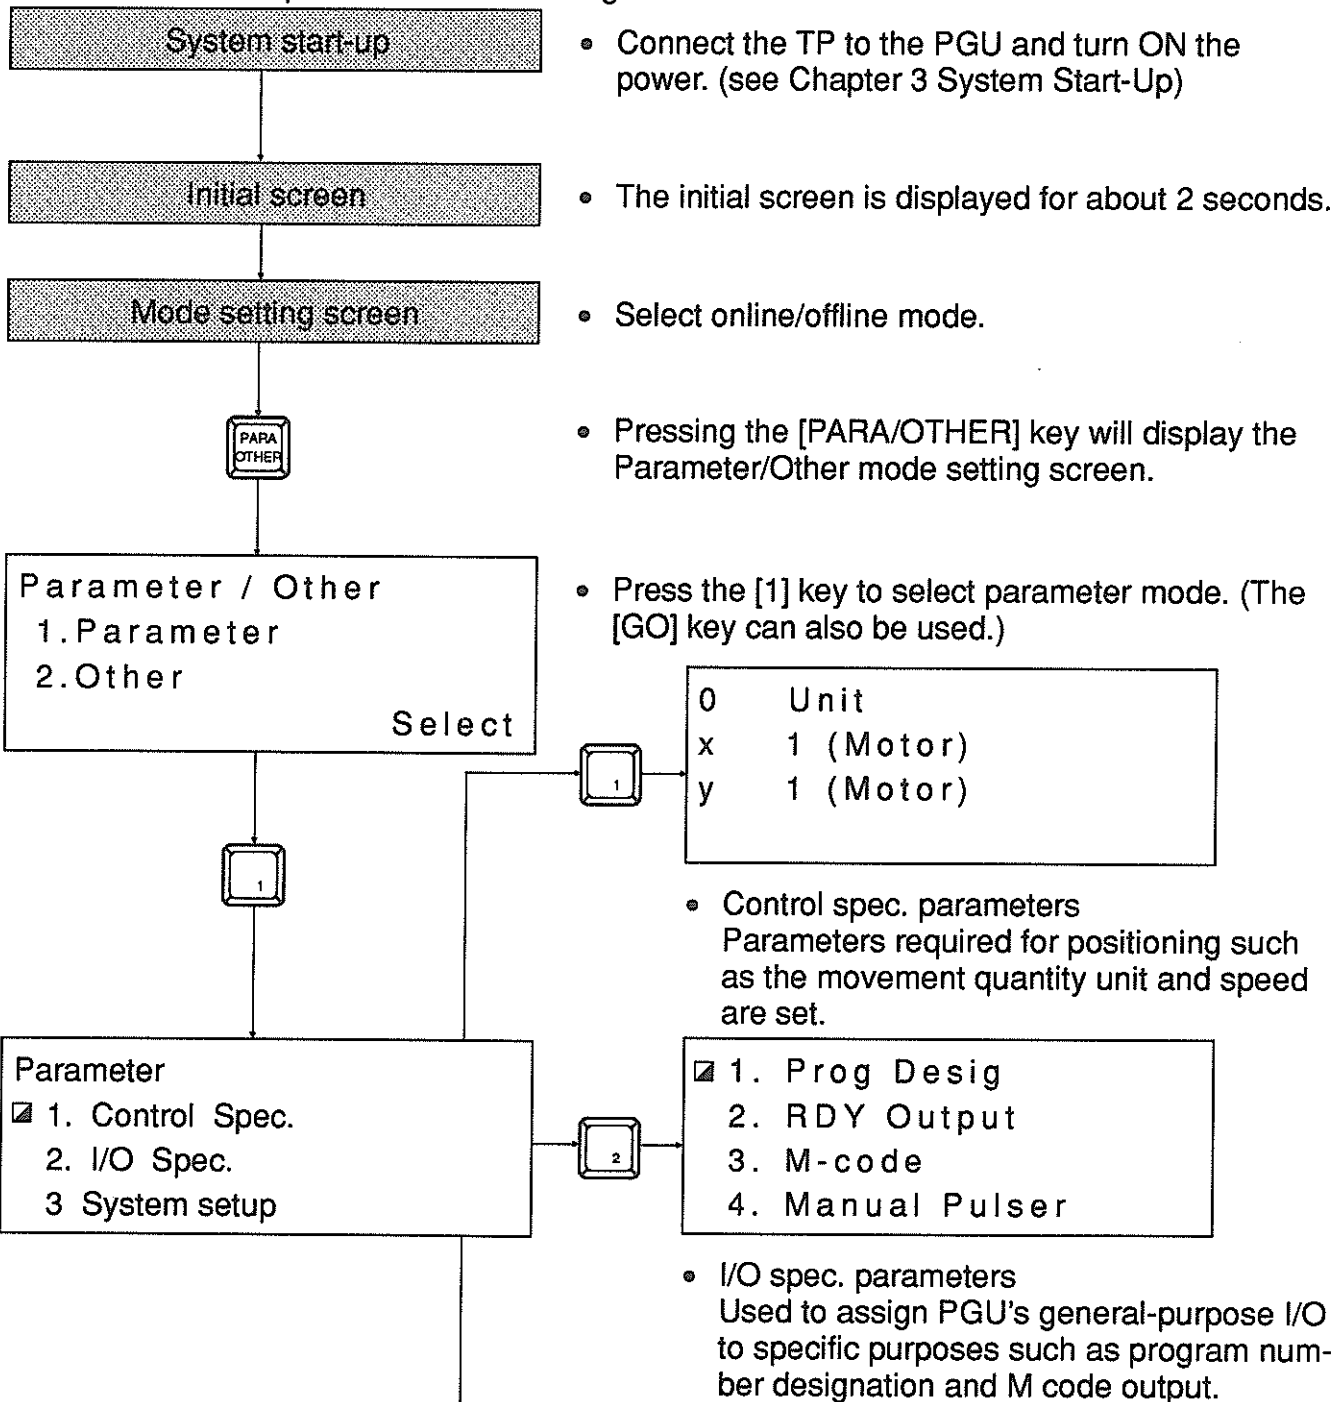 System start-up
• Connect the TP to the PGU and turn ON the
power. (see Chapter 3 System Start-Up)
Initial screen
• The initial screen is displayed for about 2 seconds.
Mode setting screen
• Select online/offline mode.
PARA
OTHER
• Pressing the [PARA/OTHER] key will display the
Parameter/Other mode setting screen.
Parameter / Other
1.Parameter
2.Other
Select
• Press the [1] key to select parameter mode. (The
[GO] key can also be used.)
1
0 Unit
x 1 (Motor)
y 1 (Motor)
1
• Control spec. parameters
Parameters required for positioning such
as the movement quantity unit and speed
are set.
Parameter
1. Control Spec.
2. I/O Spec.
3 System setup
2
1. Prog Desig
2. RDY Output
3. M-code
4. Manual Pulser
• I/O spec. parameters
Used to assign PGU's general-purpose I/O
to specific purposes such as program num-
ber designation and M code output.